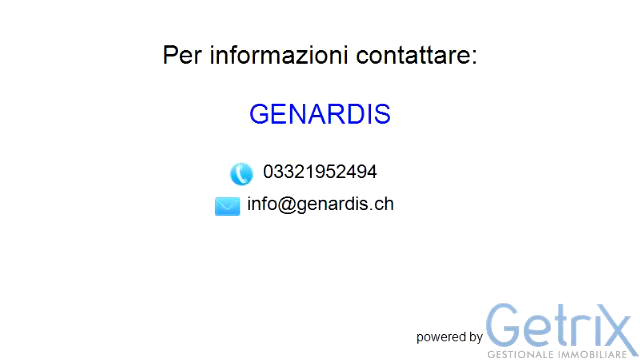 Per informazioni contattare:
GENARDIS
03321952494
info@genardis.ch
powered by Getrix
GESTIONALE IMMOBILIARE